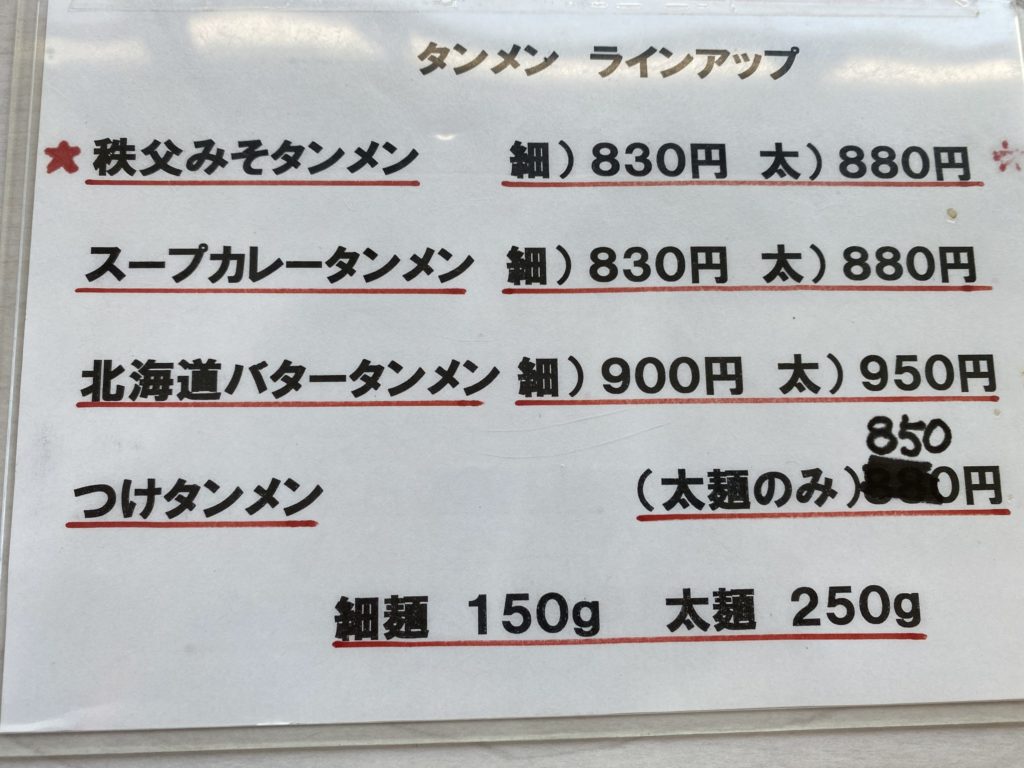 タンメン ラインアップ
★秩父みそタンメン 細）830円 太）880円
スープカレータンメン 細）830円 太）880円
北海道バタータンメン 細）900円 太）950円
850
つけタンメン （太麺のみ）880円
細麺 150g 太麺 250g